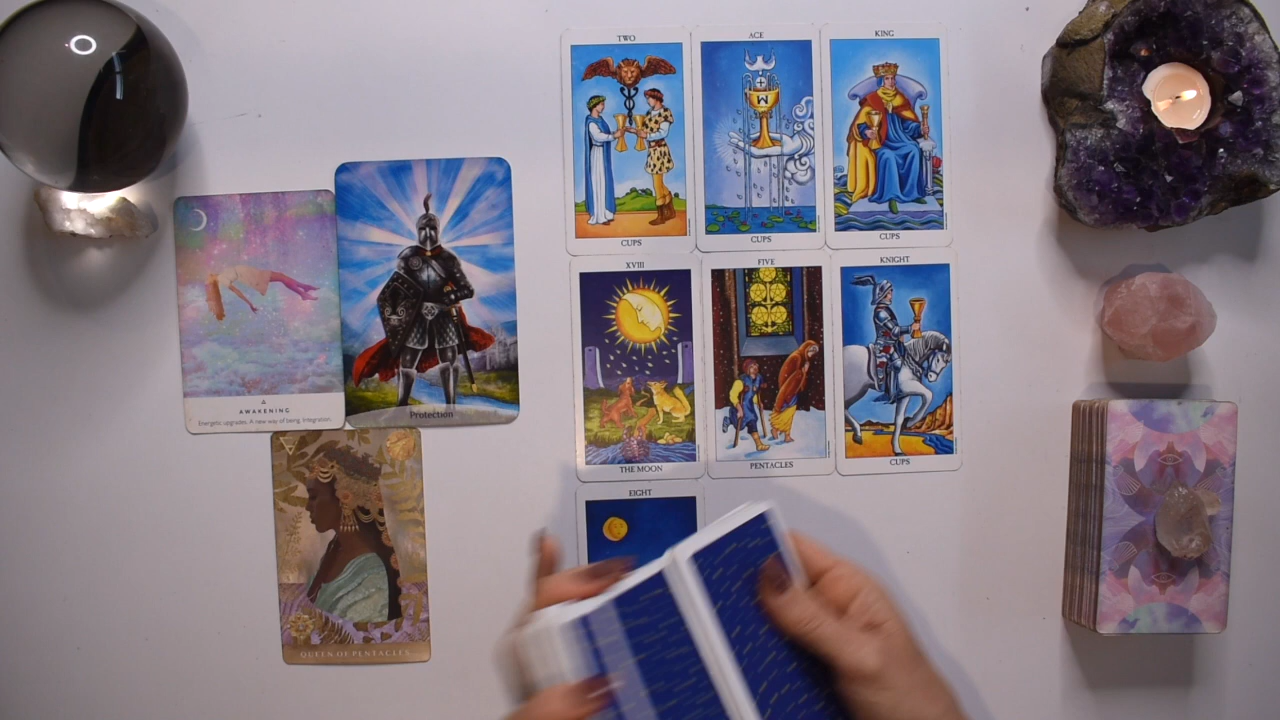 AWAKENING
Energetic upgrades. A new way of being. Integration.
Protection
QUEEN OF PENTACLES
TWO
CUPS
ACE
W
CUPS
KING
CUPS
XVIII
THE MOON
FIVE
PENTACLES
KNIGHT
CUPS
EIGHT